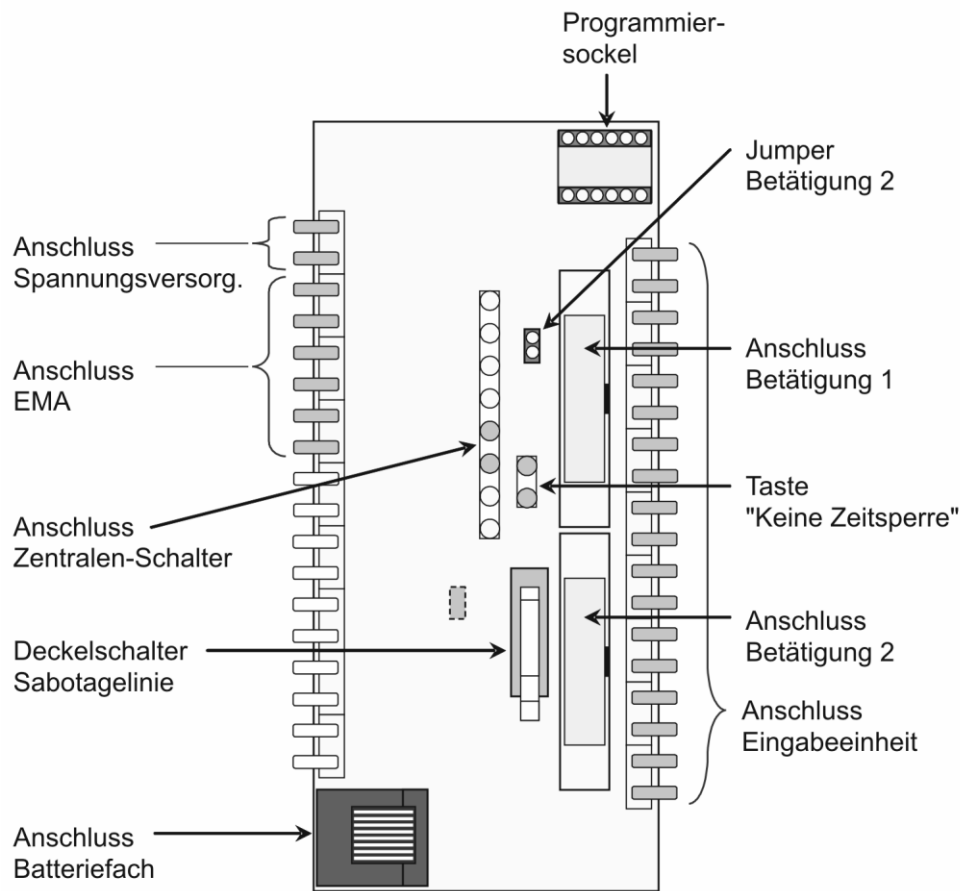 Programmier-
sockel
Jumper
Betätigung 2
Anschluss
Spannungsversorg.
Anschluss
EMA
Anschluss
Betätigung 1
Anschluss
Zentralen-Schalter
Taste
"Keine Zeitsperre"
Deckelschalter
Sabotagelinie
Anschluss
Betätigung 2
Anschluss
Eingabeeinheit
Anschluss
Batteriefach